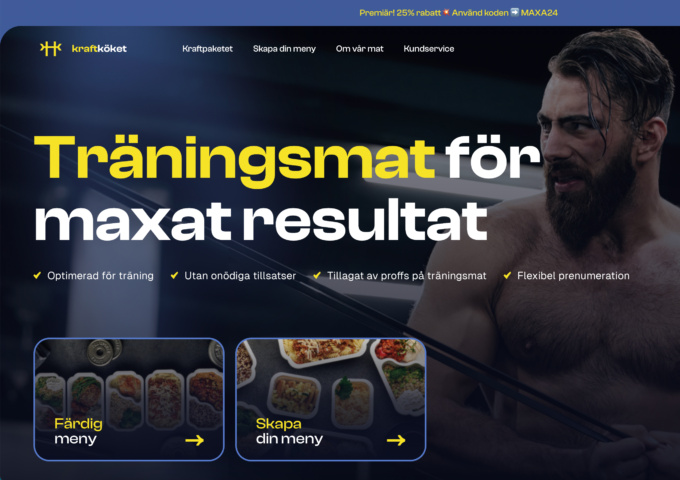 Premiär! 25% rabatt 💥 Använd koden ➡️ MAXA24
kraftköket
Kraftpaketet Skapa din meny Om vår mat Kundservice
Träningsmat för
maxat resultat
Optimerad för träning Utan onödiga tillsatser Tillagat av proffs på träningsmat Flexibel prenumeration
Färdig
meny
Skapa
din meny